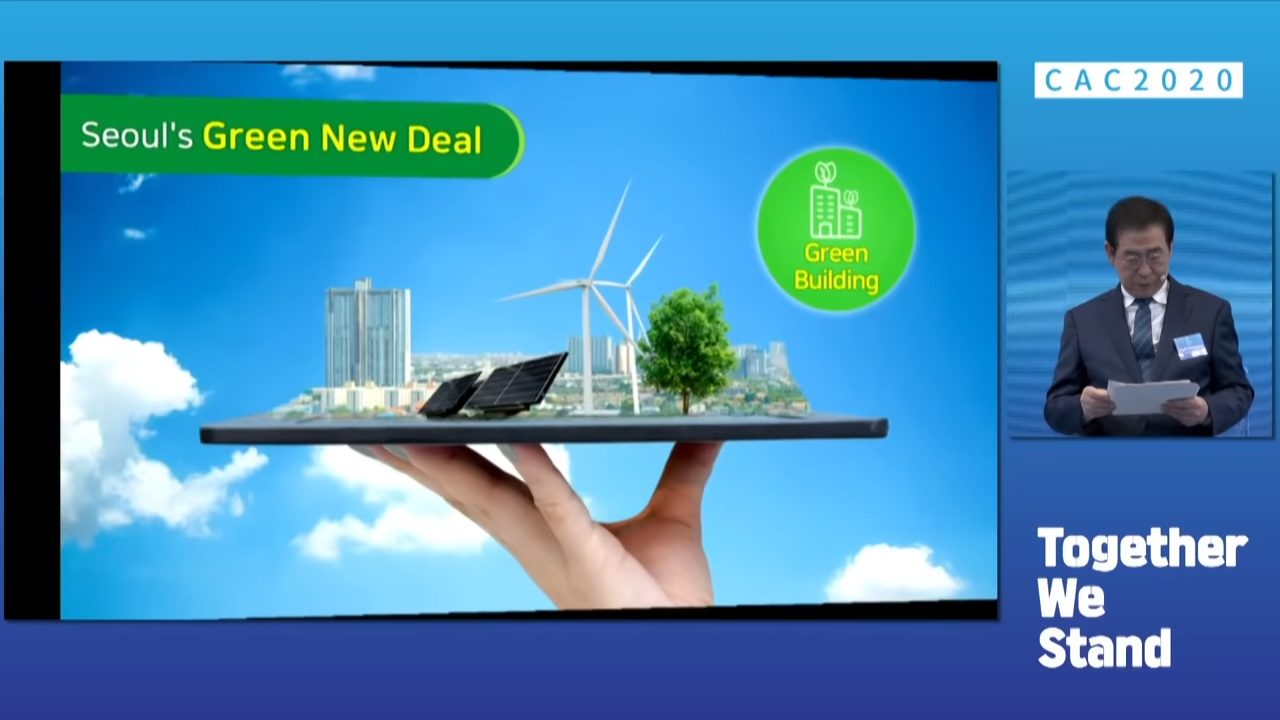 Seoul's Green New Deal
Green
Building
CAC2020
Together
We
Stand